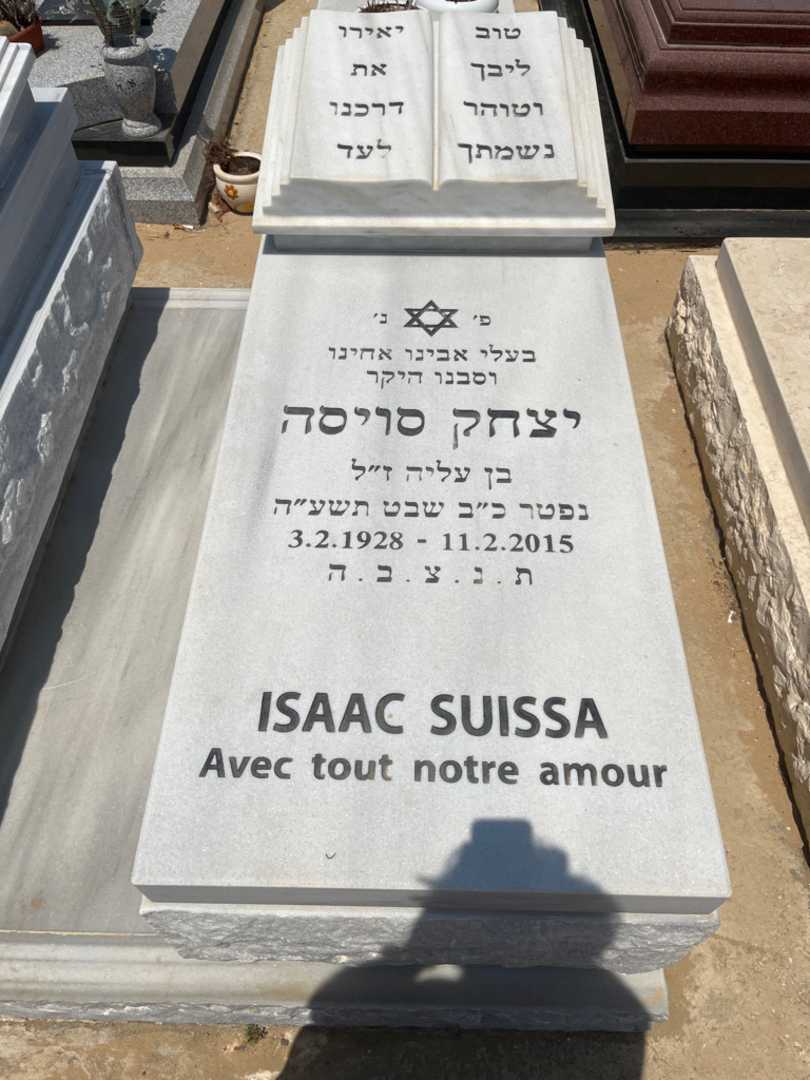 טוב
ליבך
וטוהר
נשמתך
יאירו
את
דרכנו
לעד
פ׳ נ׳
בעלי אבינו אחינו
וסבנו היקר
יצחק סויסה
בן עליה ז״ל
נפטר כ״ב שבט תשע״ה
3.2.1928 - 11.2.2015
ת.נ.צ.ב.ה
ISAAC SUISSA
Avec tout notre amour